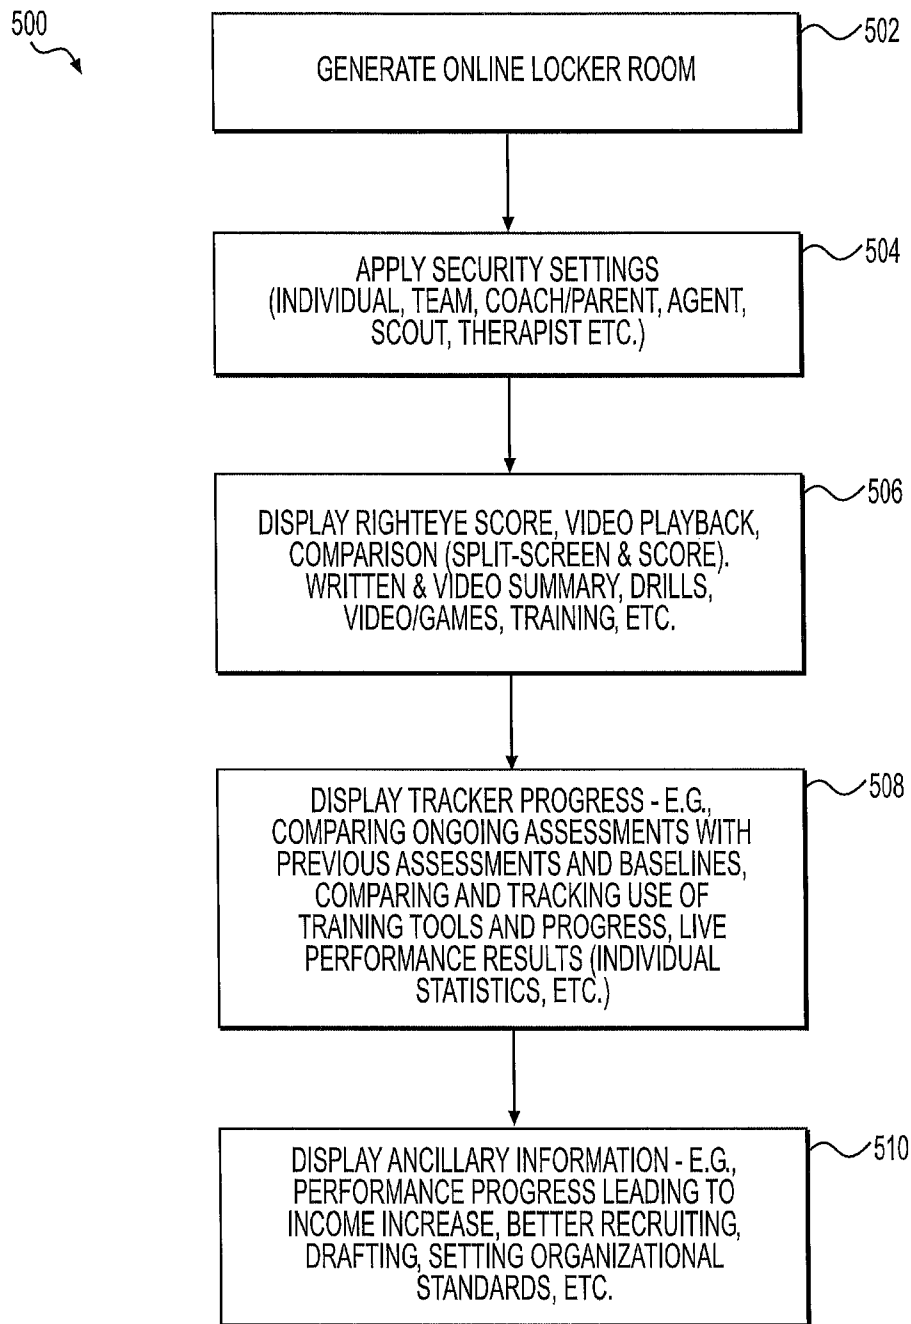 500
502
GENERATE ONLINE LOCKER ROOM
504
APPLY SECURITY SETTINGS
(INDIVIDUAL, TEAM, COACH/PARENT, AGENT,
SCOUT, THERAPIST ETC.)
506
DISPLAY RIGHTEYE SCORE, VIDEO PLAYBACK,
COMPARISON (SPLIT-SCREEN & SCORE).
WRITTEN & VIDEO SUMMARY, DRILLS,
VIDEO/GAMES, TRAINING, ETC.
508
DISPLAY TRACKER PROGRESS - E.G.,
COMPARING ONGOING ASSESSMENTS WITH
PREVIOUS ASSESSMENTS AND BASELINES,
COMPARING AND TRACKING USE OF
TRAINING TOOLS AND PROGRESS, LIVE
PERFORMANCE RESULTS (INDIVIDUAL
STATISTICS, ETC.)
510
DISPLAY ANCILLARY INFORMATION - E.G.,
PERFORMANCE PROGRESS LEADING TO
INCOME INCREASE, BETTER RECRUITING,
DRAFTING, SETTING ORGANIZATIONAL
STANDARDS, ETC.